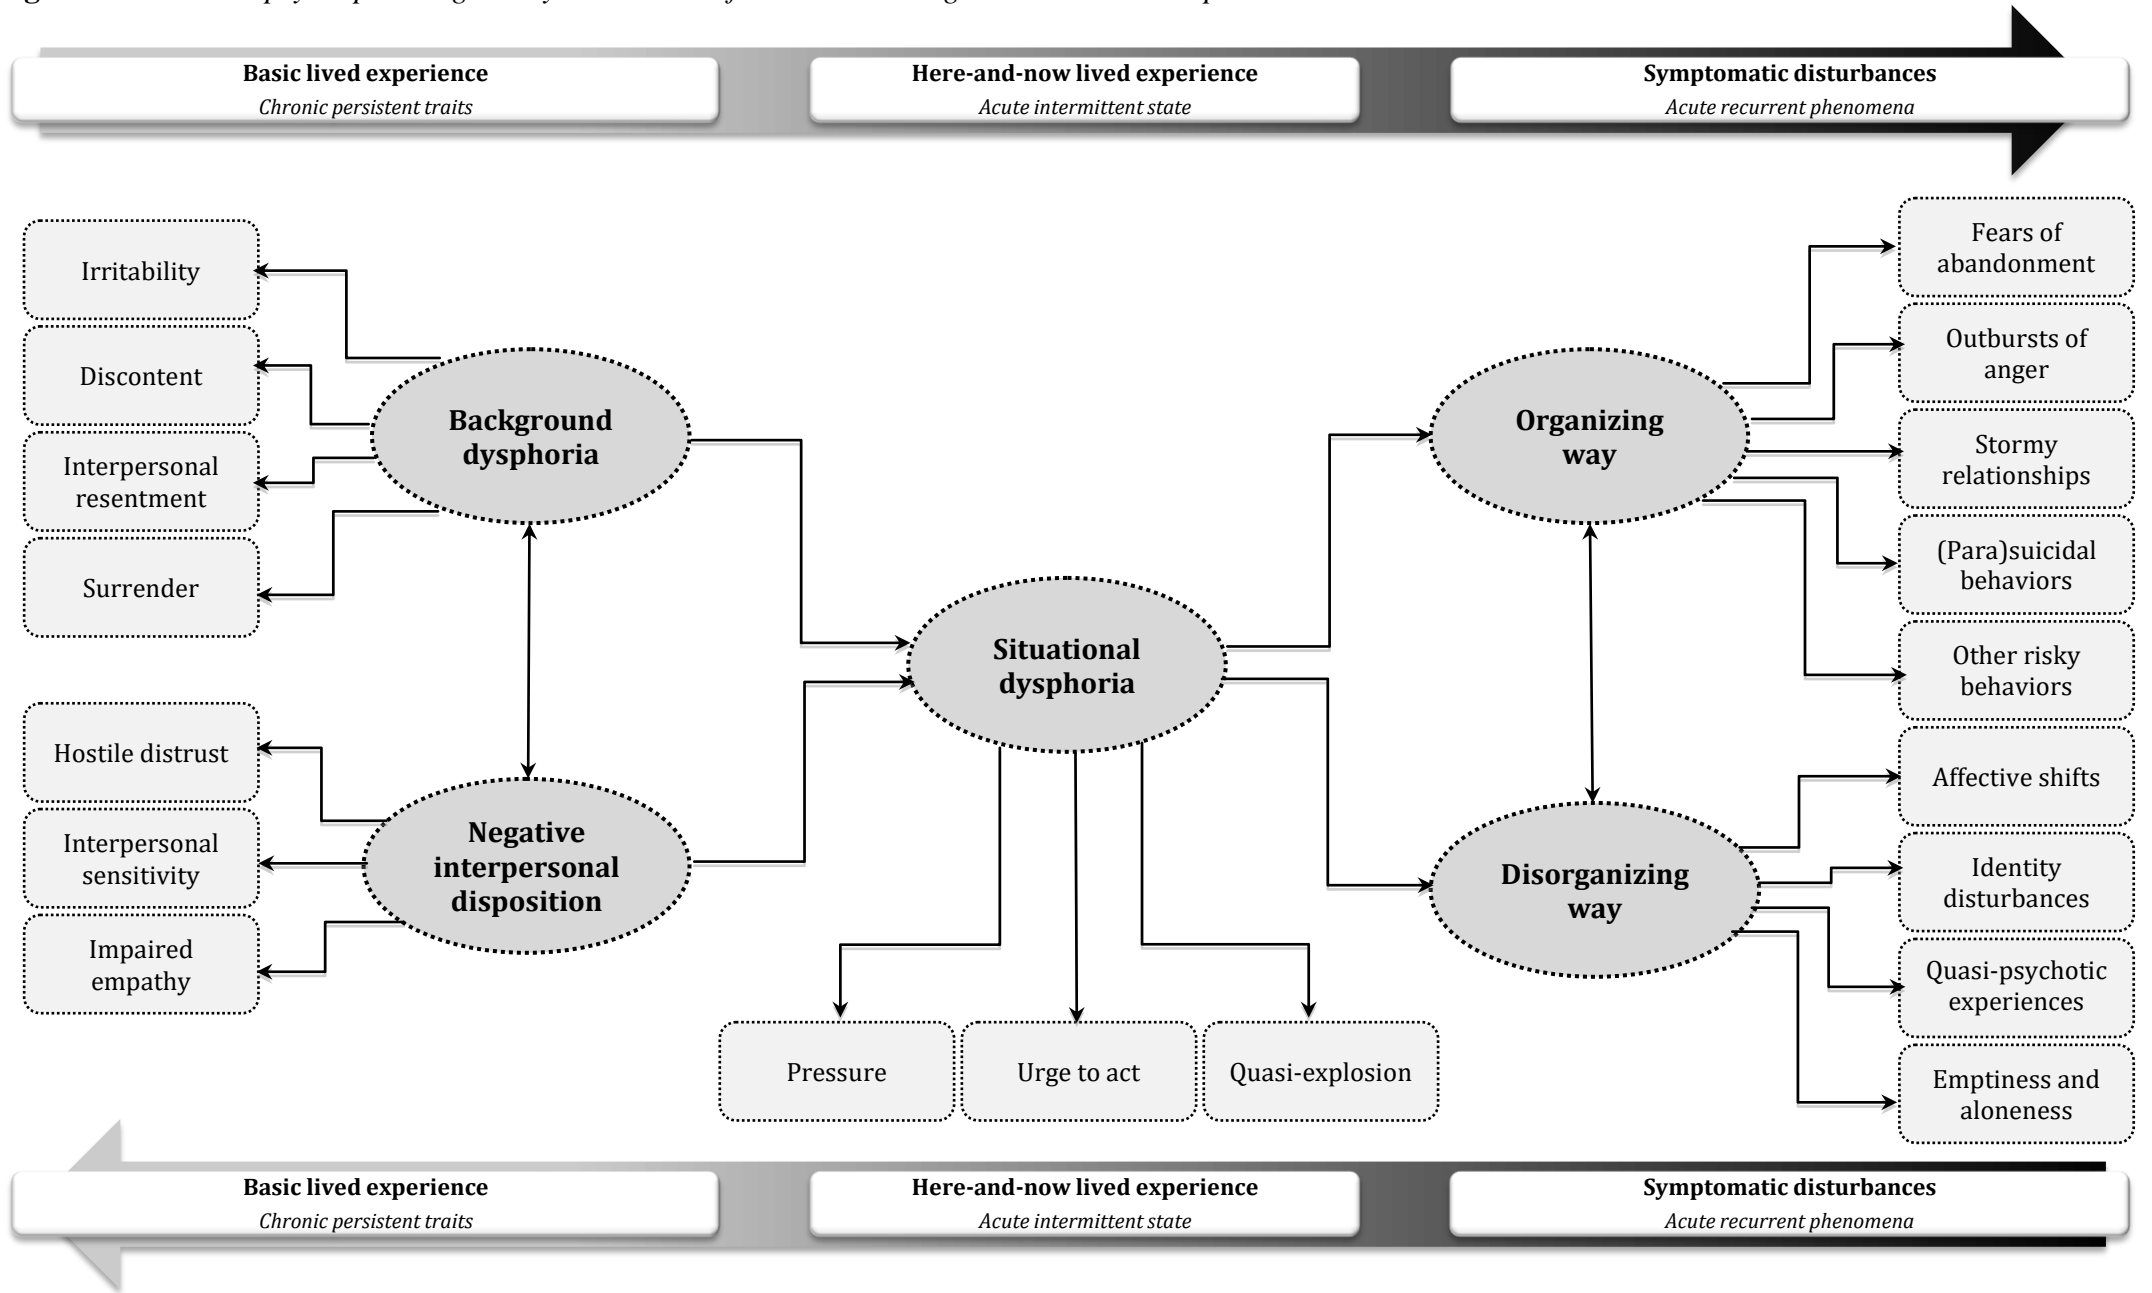 Basic lived experience
Chronic persistent traits
Here-and-now lived experience
Acute intermittent state
Symptomatic disturbances
Acute recurrent phenomena
Irritability
Discontent
Interpersonal
resentment
Surrender
Background
dysphoria
Hostile distrust
Interpersonal
sensitivity
Impaired
empathy
Negative
interpersonal
disposition
Situational
dysphoria
Pressure
Urge to act
Quasi-explosion
Organizing
way
Disorganizing
way
Fears of
abandonment
Outbursts of
anger
Stormy
relationships
(Para)suicidal
behaviors
Other risky
behaviors
Affective shifts
Identity
disturbances
Quasi-psychotic
experiences
Emptiness and
aloneness
Basic lived experience
Chronic persistent traits
Here-and-now lived experience
Acute intermittent state
Symptomatic disturbances
Acute recurrent phenomena